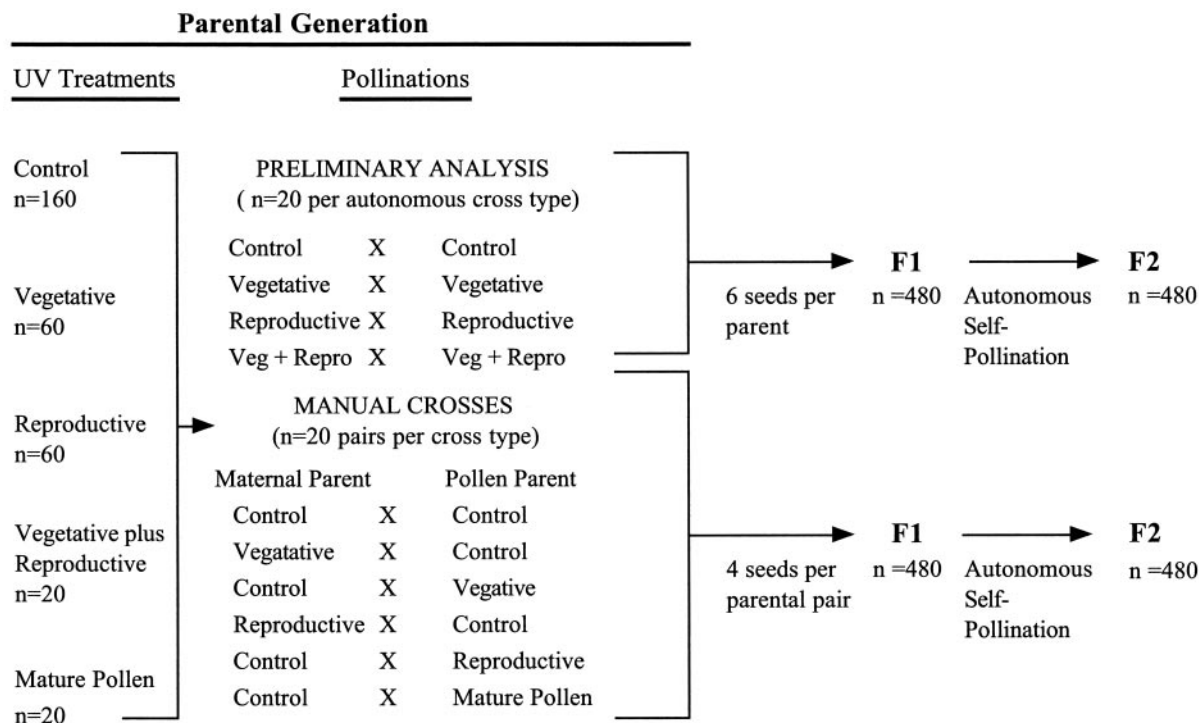 Parental Generation
UV Treatments
Pollinations
Control
n=160
Vegetative
n=60
Reproductive
n=60
Vegetative plus
Reproductive
n=20
Mature Pollen
n=20
PRELIMINARY ANALYSIS
( n=20 per autonomous cross type)
Control X Control
Vegetative X Vegetative
Reproductive X Reproductive
Veg + Repro X Veg + Repro
MANUAL CROSSES
(n=20 pairs per cross type)
Maternal Parent Pollen Parent
Control X Control
Vegatative X Control
Control X Vegative
Reproductive X Control
Control X Reproductive
Control X Mature Pollen
6 seeds per
parent
F1
n =480
Autonomous
Self-
Pollination
F2
n =480
4 seeds per
parental pair
F1
n =480
Autonomous
Self-
Pollination
F2
n =480